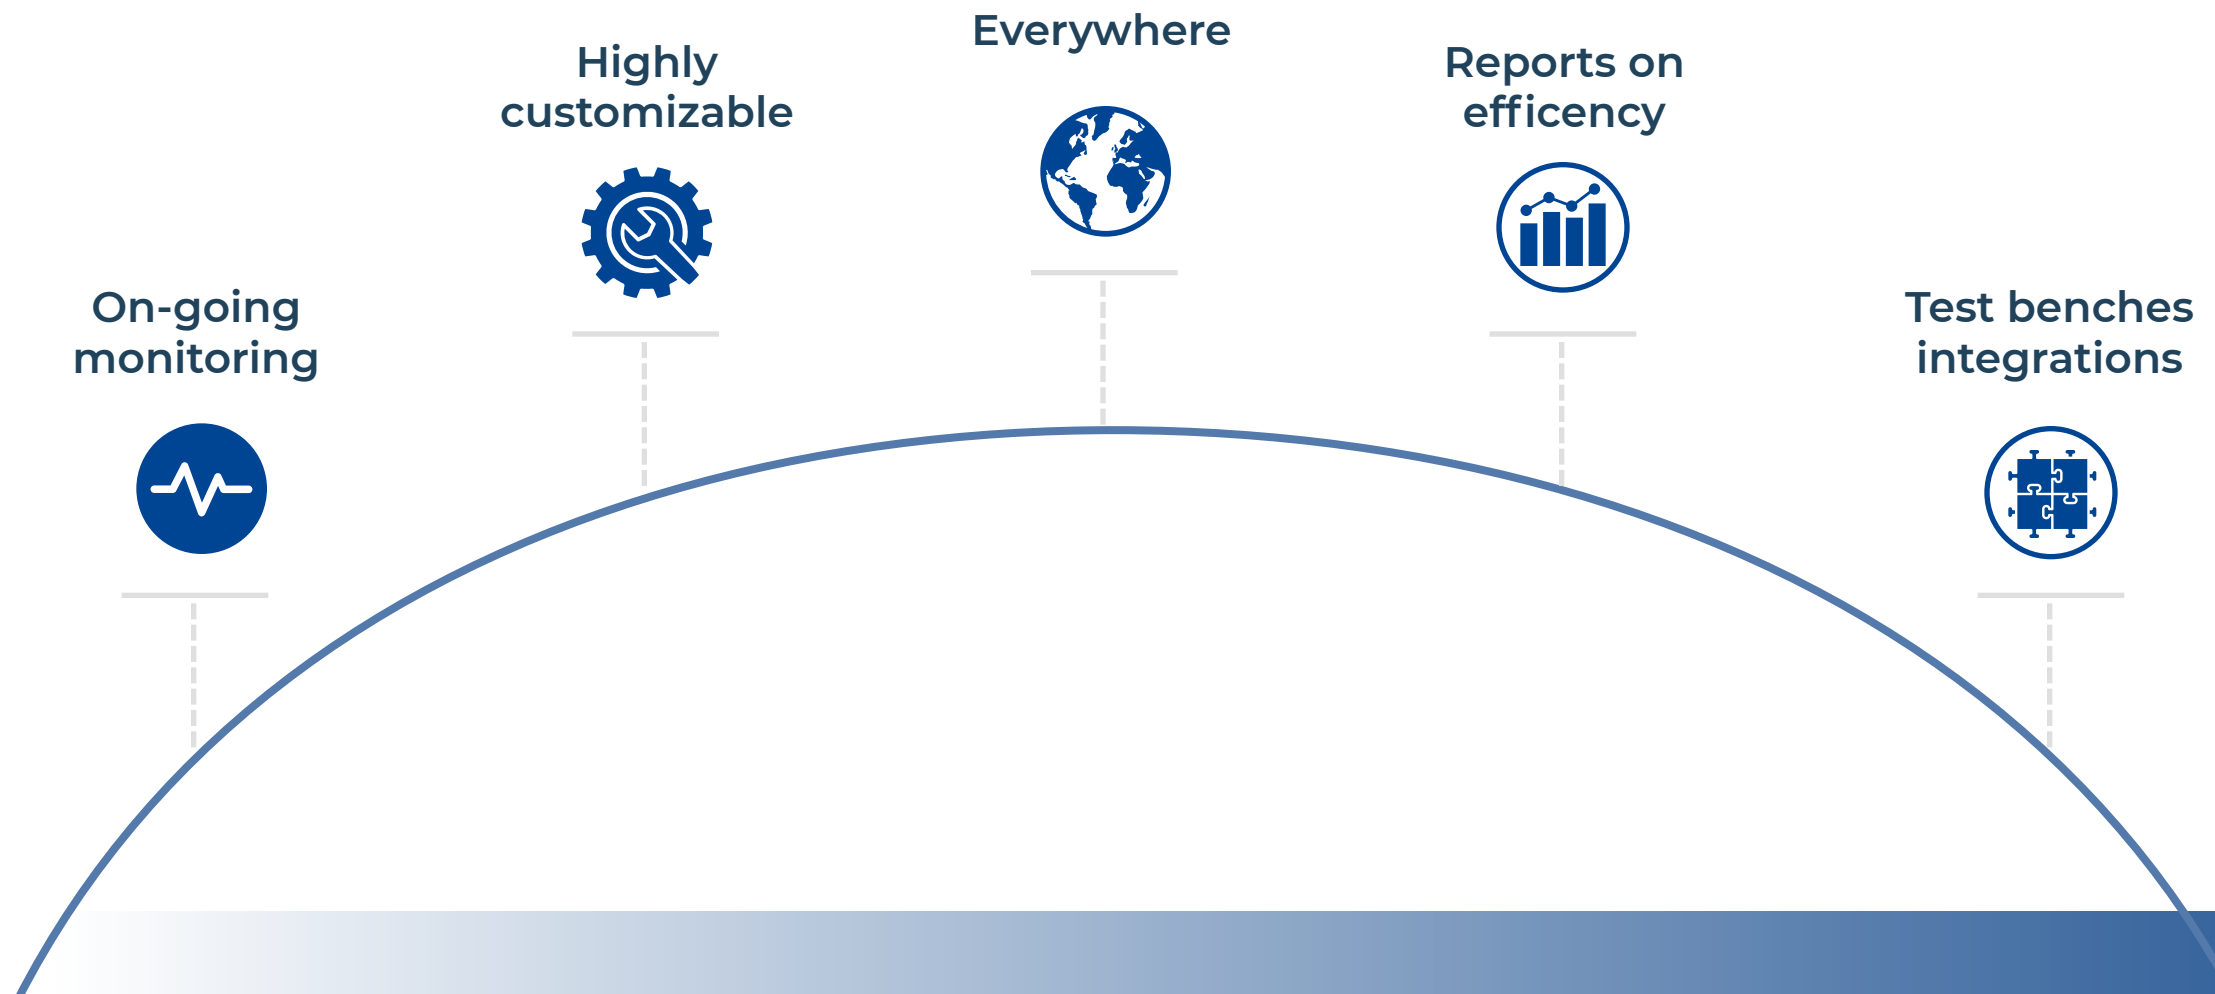 On-going
monitoring
Highly
customizable
Everywhere
Reports on
efficency
Test benches
integrations